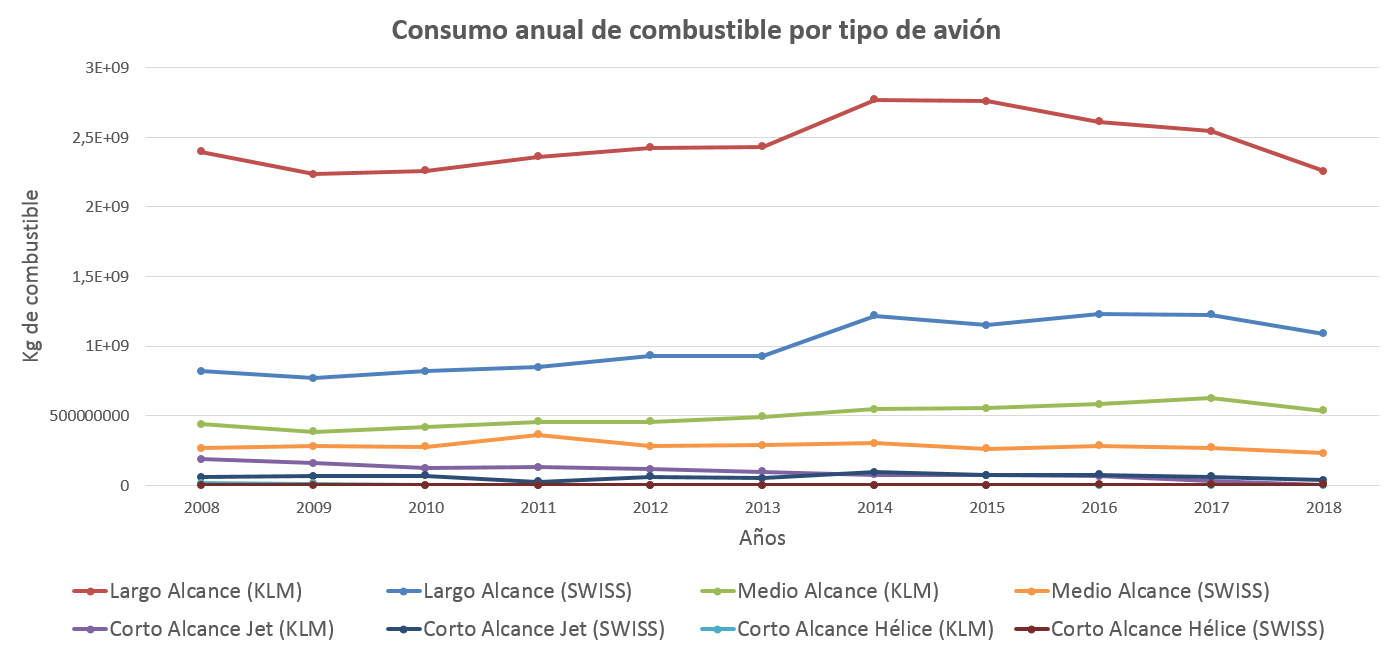 Consumo anual de combustible por tipo de avión
3E+09
2,5E+09
2E+09
1,5E+09
1E+09
500000000
0
Kg de combustible
2008 2009 2010 2011 2012 2013 2014 2015 2016 2017 2018
Años
Largo Alcance (KLM) Largo Alcance (SWISS) Medio Alcance (KLM) Medio Alcance (SWISS)
Corto Alcance Jet (KLM) Corto Alcance Jet (SWISS) Corto Alcance Hélice (KLM) Corto Alcance Hélice (SWISS)